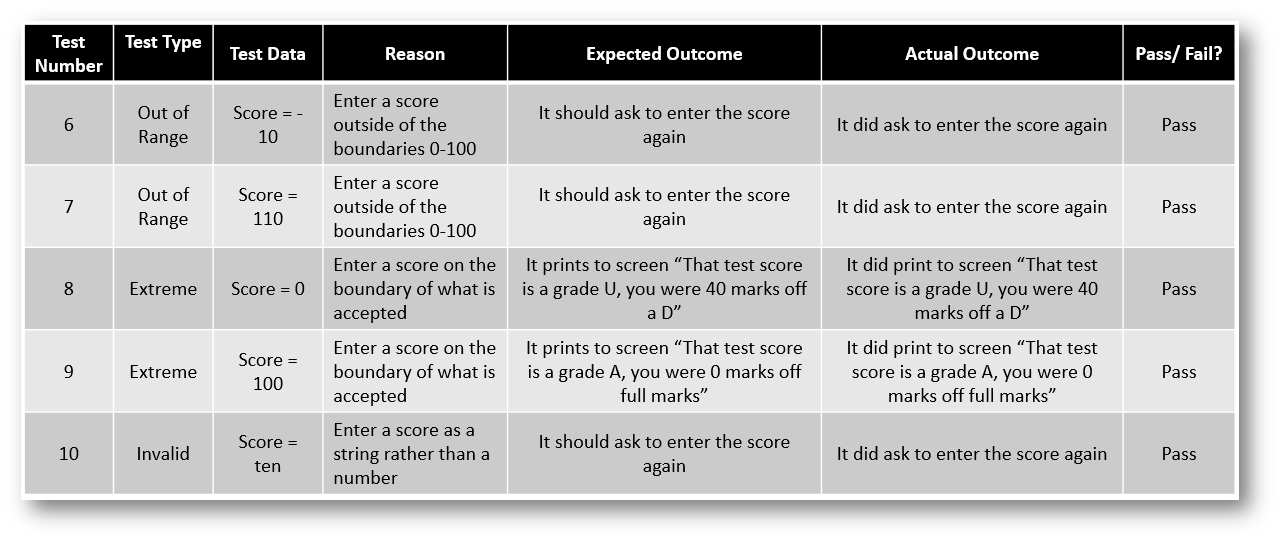 Test Number
Test Type
Test Data
Reason
Expected Outcome
Actual Outcome
Pass/ Fail?
6
Out of
Range
Score = -
10
Enter a score
outside of the
boundaries 0-100
It should ask to enter the score
again
It did ask to enter the score again
Pass
7
Out of
Range
Score =
110
Enter a score
outside of the
boundaries 0-100
It should ask to enter the score
again
It did ask to enter the score again
Pass
8
Extreme
Score = 0
Enter a score on the
boundary of what is
accepted
It prints to screen “That test score
is a grade U, you were 40 marks off
a D”
It did print to screen “That test
score is a grade U, you were 40
marks off a D”
Pass
9
Extreme
Score =
100
Enter a score on the
boundary of what is
accepted
It prints to screen “That test score
is a grade A, you were 0 marks off
full marks”
It did print to screen “That test
score is a grade A, you were 0
marks off full marks”
Pass
10
Invalid
Score =
ten
Enter a score as a
string rather than a
number
It should ask to enter the score
again
It did ask to enter the score again
Pass